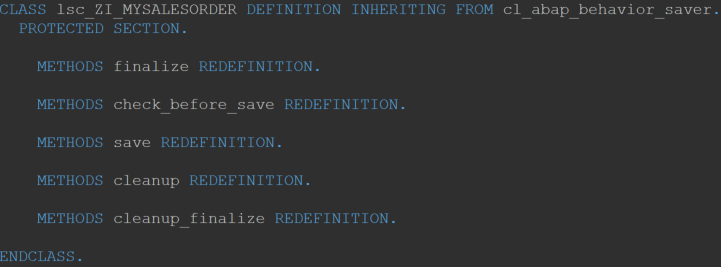 CLASS lsc_ZI_MYSALESORDER DEFINITION INHERITING FROM cl_abap_behavior_saver.
PROTECTED SECTION.
METHODS finalize REDEFINITION.
METHODS check_before_save REDEFINITION.
METHODS save REDEFINITION.
METHODS cleanup REDEFINITION.
METHODS cleanup_finalize REDEFINITION.
ENDCLASS.